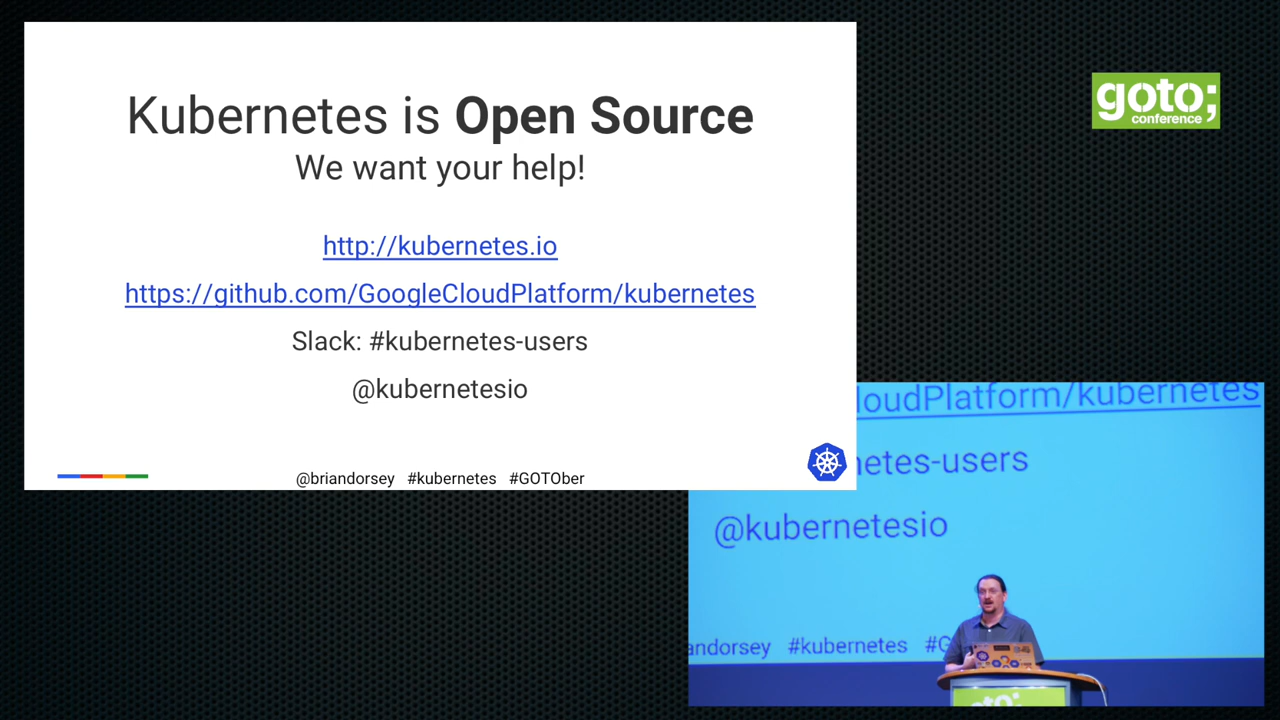 Kubernetes is Open Source
We want your help!
http://kubernetes.io
https://github.com/GoogleCloudPlatform/kubernetes
Slack: #kubernetes-users
@kubernetesio
@briandorsey #kubernetes #GOTOber
goto;
conference
loudPlatform/kubernetes
netes-users
@kubernetesio
andorsey #kubernetes #G
goto;